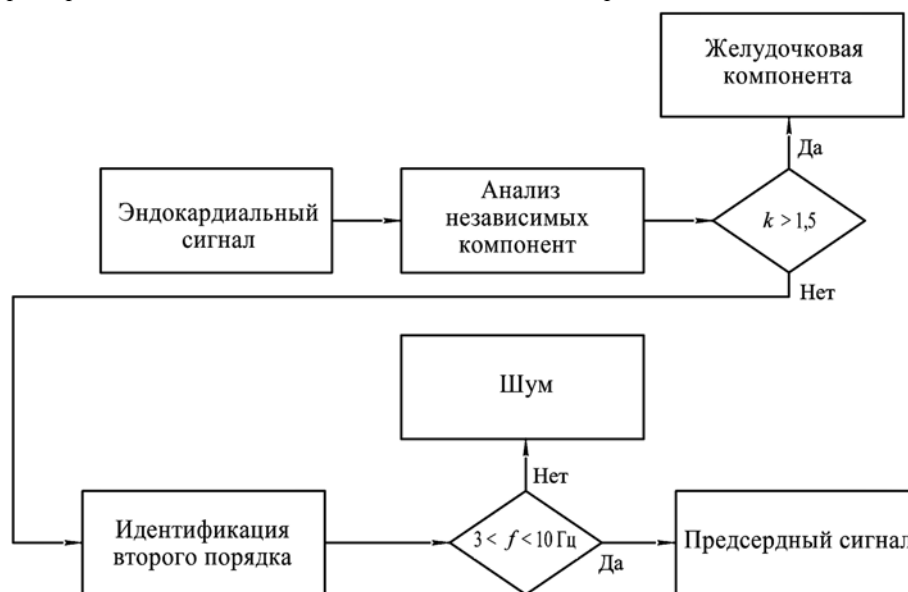 Желудочковая
компонента
Да
Эндокардиальный
сигнал
Анализ
независимых
компонент
k > 1,5
Нет
Шум
Нет
Идентификация
второго порядка
3 < f < 10 Гц
Да
Предсердный сигнал